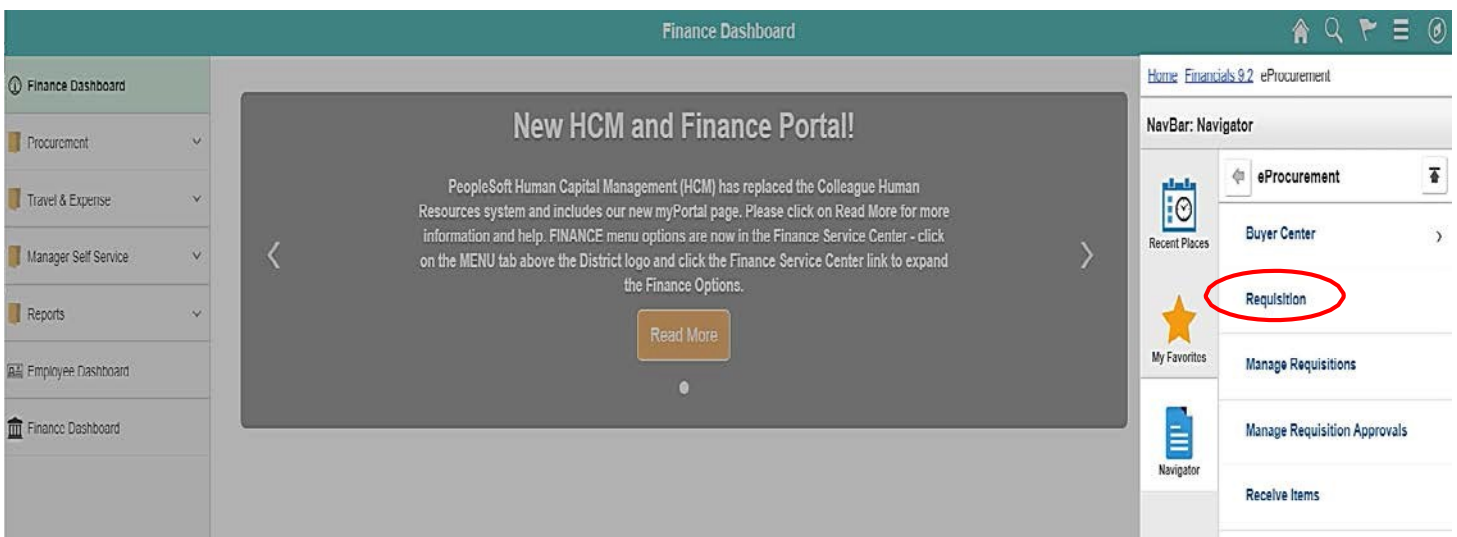 Finance Dashboard
Finance Dashboard
Procurement
Travel & Expense
Manager Self Service
Reports
Employee Dashboard
Finance Dashboard
New HCM and Finance Portal!
PeopleSoft Human Capital Management (HCM) has replaced the Colleague Human
Resources system and includes our new myPortal page. Please click on Read More for more
information and help. FINANCE menu options are now in the Finance Service Center - click
on the MENU tab above the District logo and click the Finance Service Center link to expand
the Finance Options.
Read More
Home Financials 9.2 eProcurement
NavBar: Navigator
Recent Places
My Favorites
Navigator
eProcurement
Buyer Center
Requisition
Manage Requisitions
Manage Requisition Approvals
Receive Items